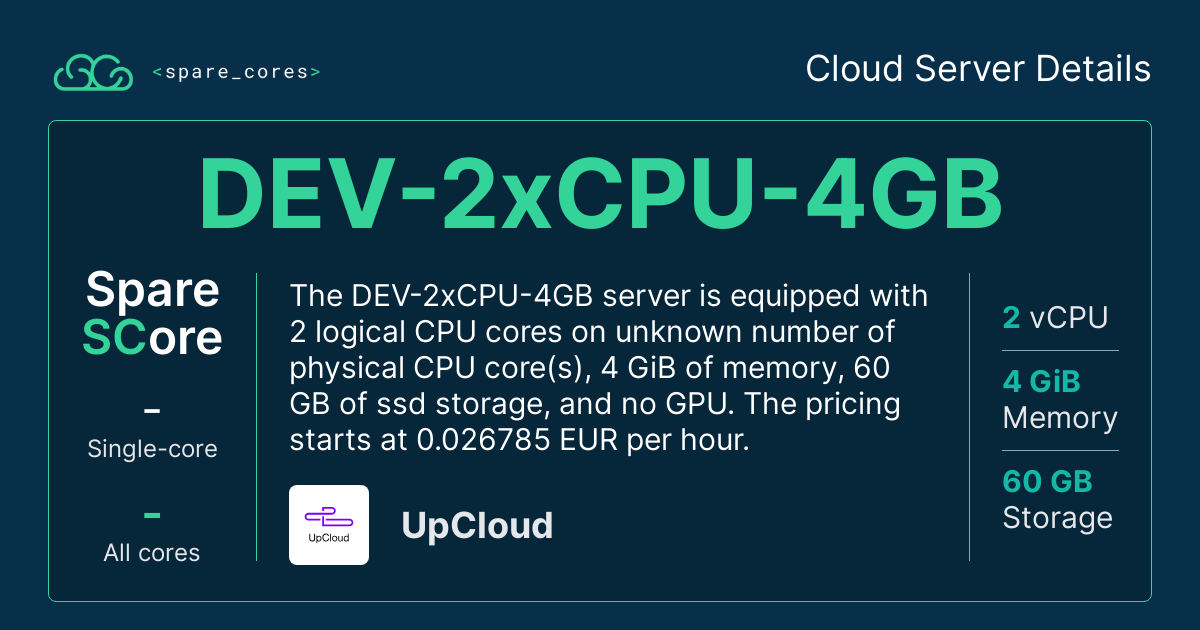 <spare_cores>
Cloud Server Details
DEV-2xCPU-4GB
Spare
SCore
–
Single-core
–
All cores
The DEV-2xCPU-4GB server is equipped with
2 logical CPU cores on unknown number of
physical CPU core(s), 4 GiB of memory, 60
GB of ssd storage, and no GPU. The pricing
starts at 0.026785 EUR per hour.
UpCloud
UpCloud
2 vCPU
4 GiB
Memory
60 GB
Storage